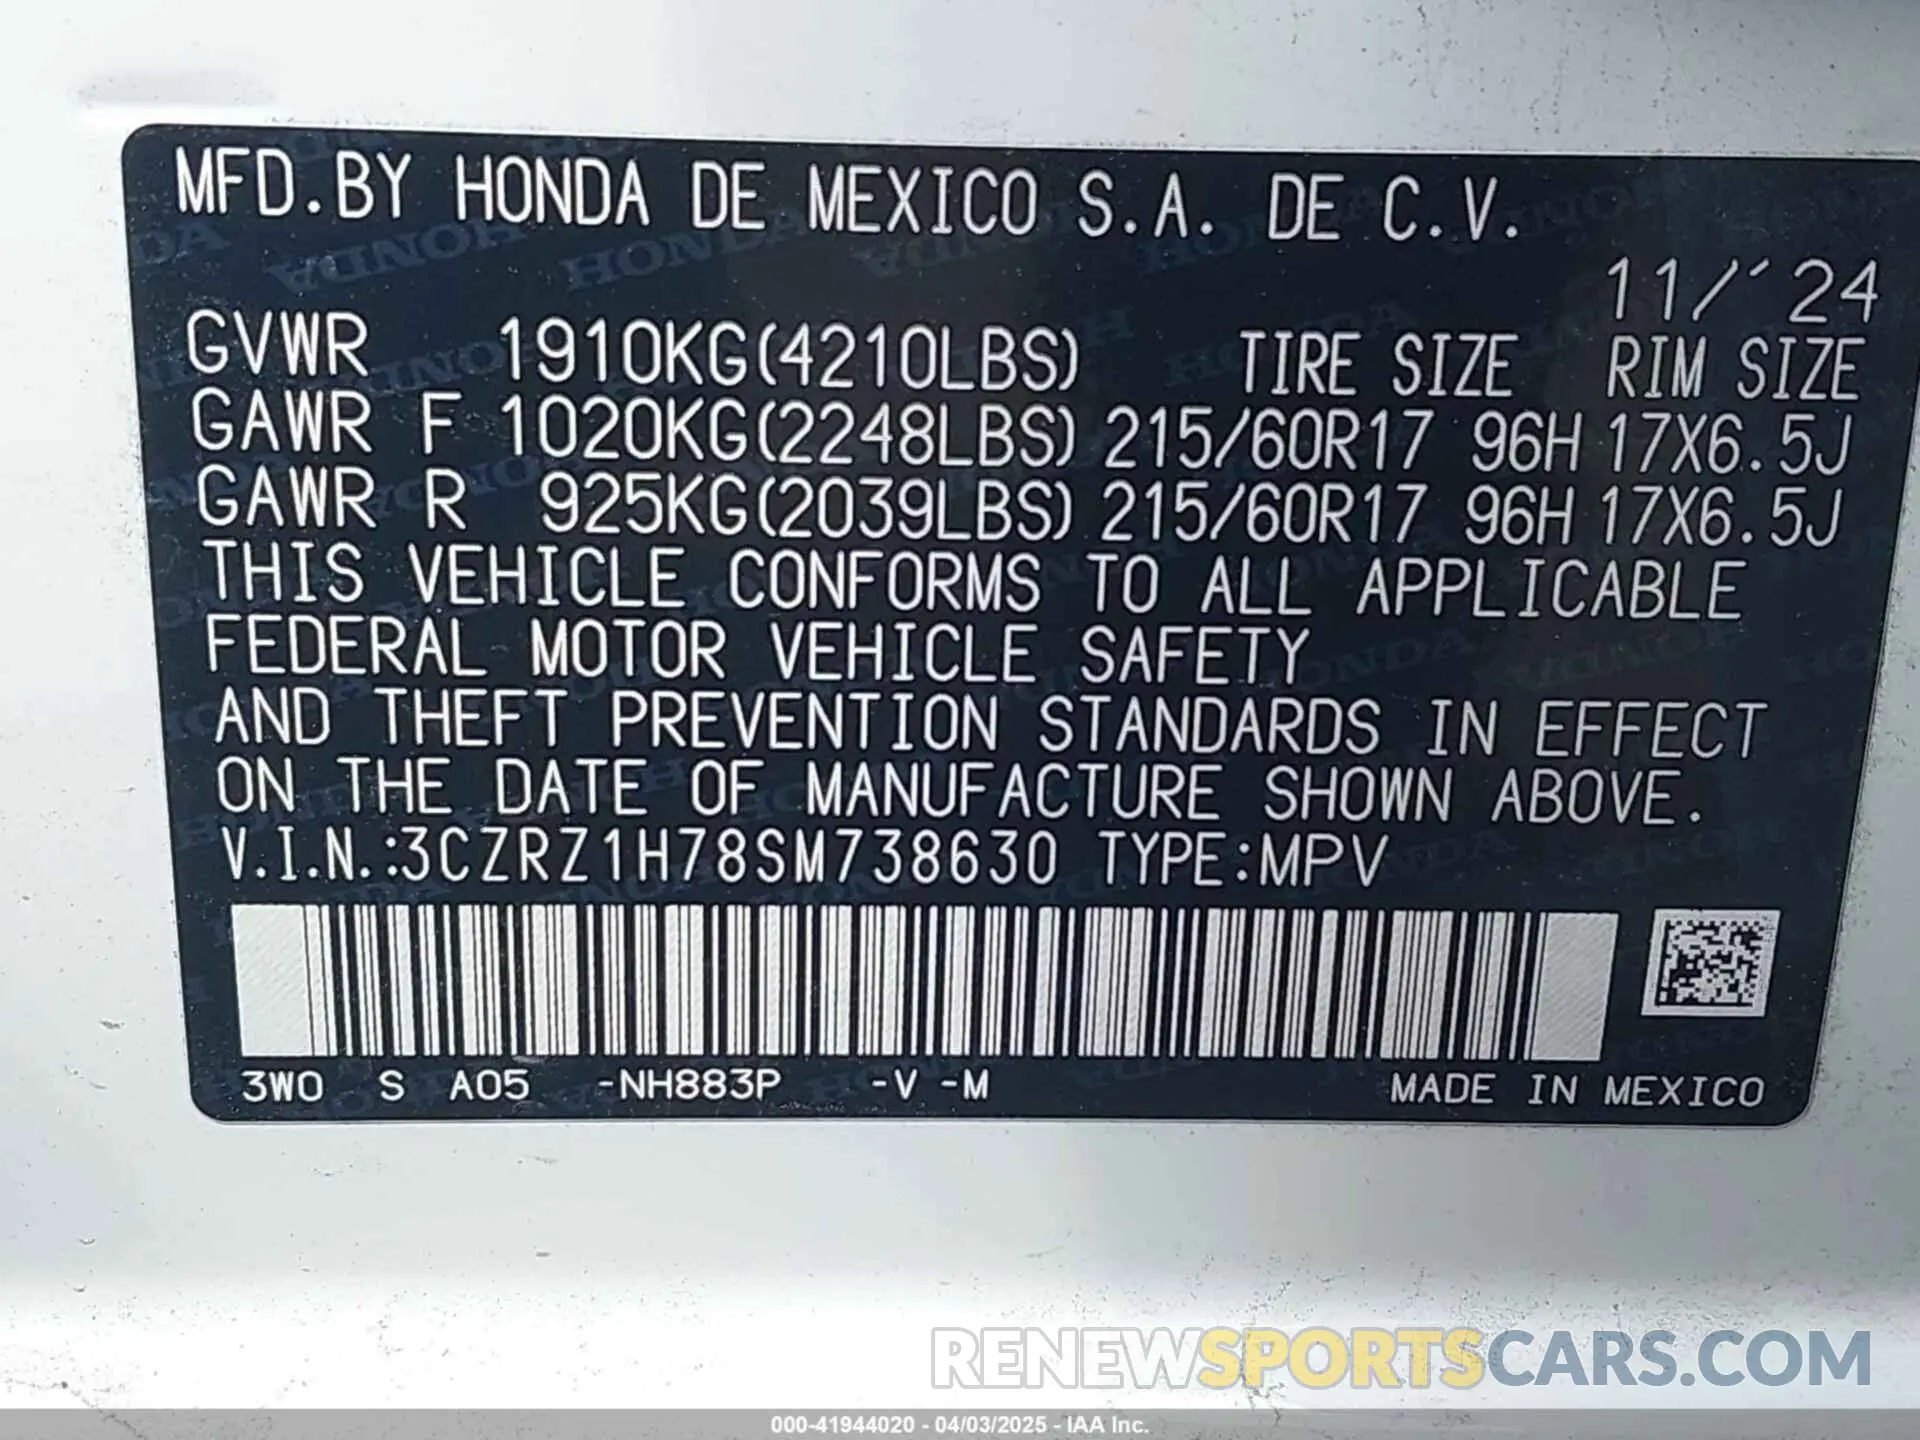 MFD.BY HONDA DE MEXICO S.A. DE C.V.
11/'24
GVWR 1910KG(4210LBS) TIRE SIZE RIM SIZE
GAWR F 1020KG(2248LBS) 215/60R17 96H 17X6.5J
GAWR R 925KG(2039LBS) 215/60R17 96H 17X6.5J
THIS VEHICLE CONFORMS TO ALL APPLICABLE
FEDERAL MOTOR VEHICLE SAFETY
AND THEFT PREVENTION STANDARDS IN EFFECT
ON THE DATE OF MANUFACTURE SHOWN ABOVE.
V.I.N.:3CZRZ1H78SM738630 TYPE:MPV
3W0 S A05 -NH883P -V -M MADE IN MEXICO
RENEWSPORTSCARS.COM
000-41944020 - 04/03/2025 - IAA Inc.